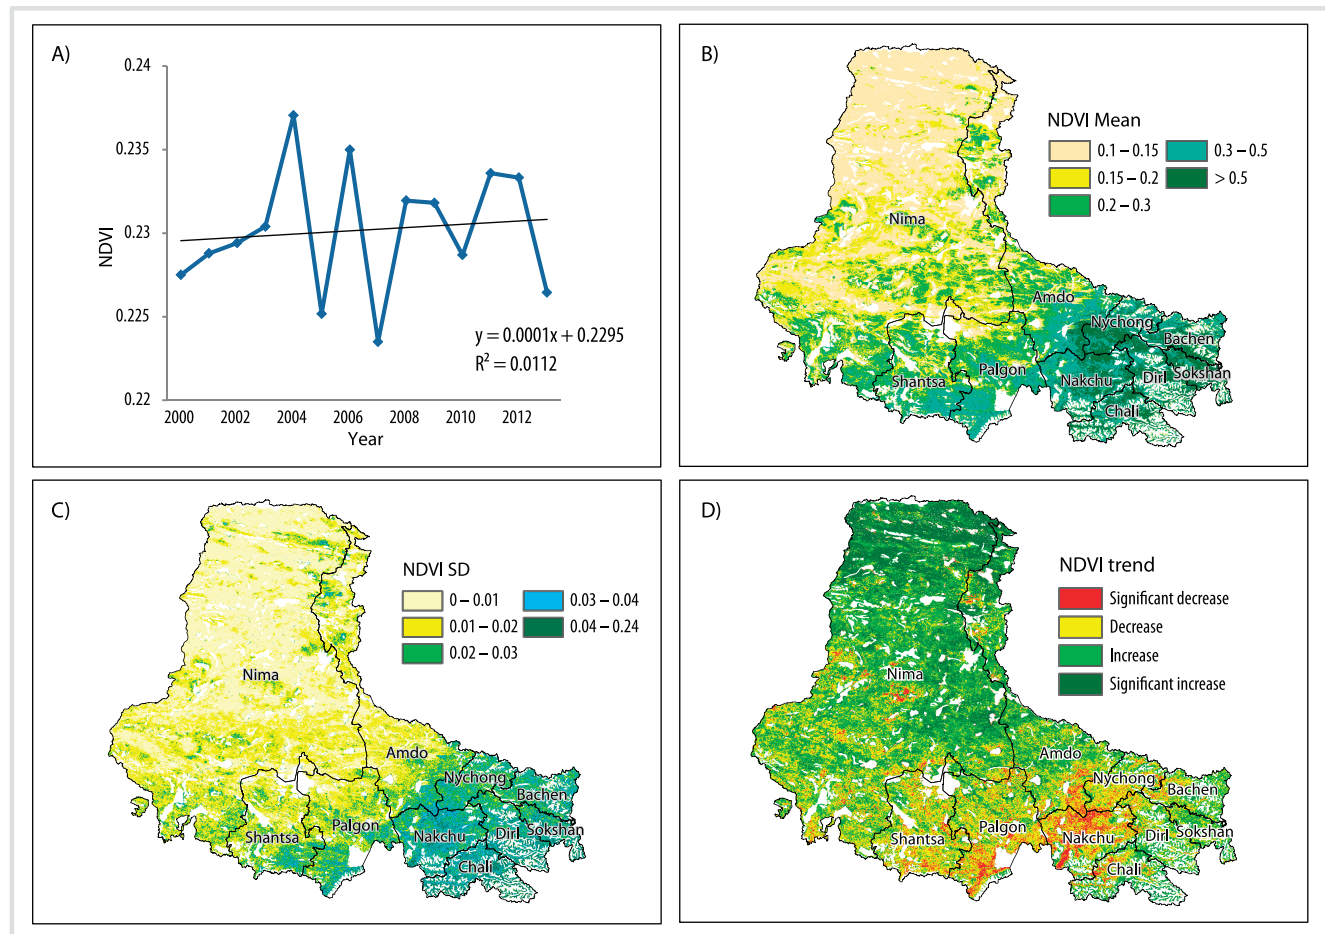 A)
0.24
0.235
0.23
0.225
0.22
NDVI
2000 2002 2004 2006 2008 2010 2012
Year
y = 0.0001x + 0.2295
R² = 0.0112
B)
NDVI Mean
0.1 – 0.15
0.3 – 0.5
0.15 – 0.2
> 0.5
0.2 – 0.3
Nima
Amdo
Nychong
Bachen
Shantsa
Palgon
Nakchu
Dirl
Sokshan
Chali
C)
NDVI SD
0 – 0.01
0.03 – 0.04
0.01 – 0.02
0.04 – 0.24
0.02 – 0.03
Nima
Amdo
Nychong
Bachen
Shantsa
Palgon
Nakchu
Dirl
Sokshan
Chali
D)
NDVI trend
Significant decrease
Decrease
Increase
Significant increase
Nima
Amdo
Nychong
Bachen
Shantsa
Palgon
Nakchu
Dirl
Sokshan
Chali